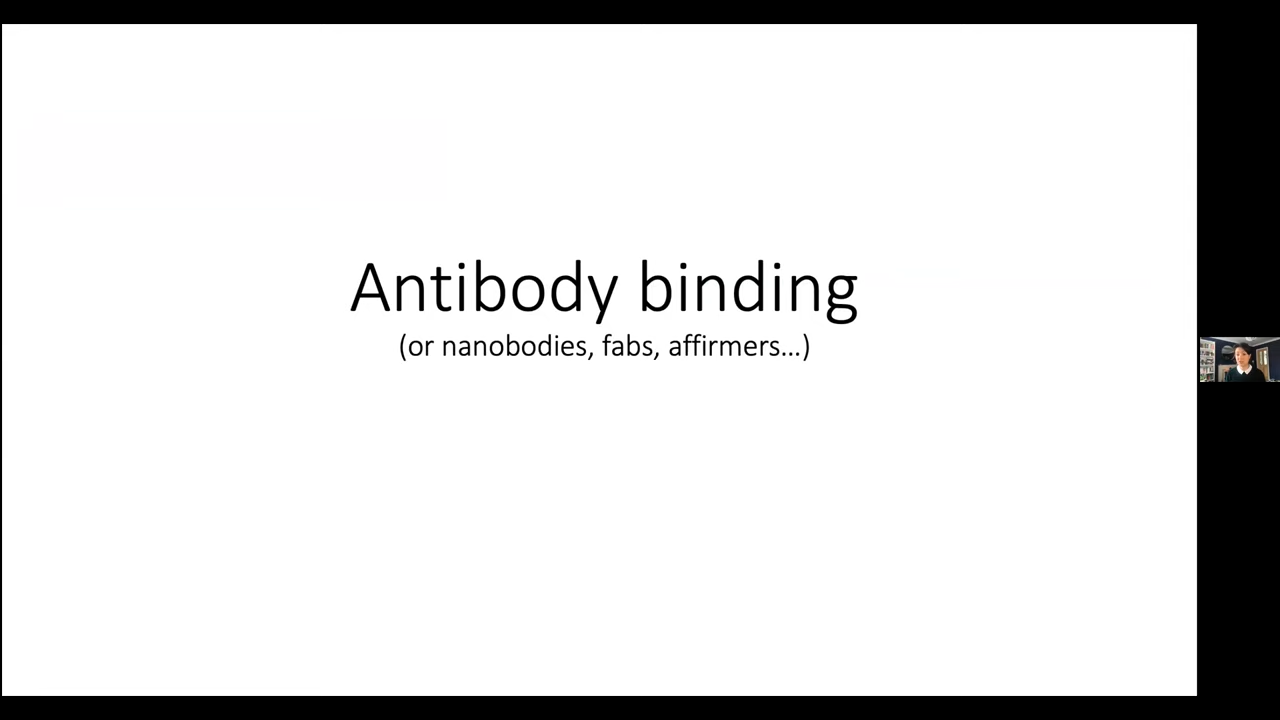 Antibody binding
(or nanobodies, fabs, affirmers...)